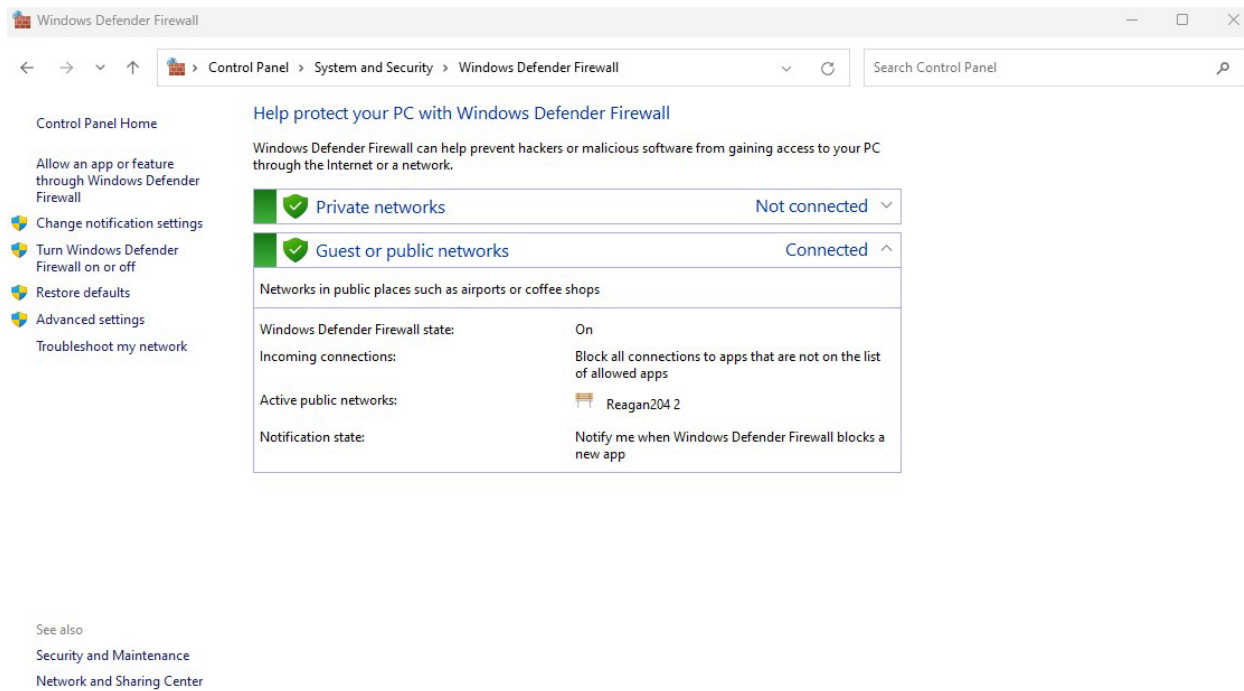 Windows Defender Firewall
Control Panel > System and Security > Windows Defender Firewall
Search Control Panel
Control Panel Home
Allow an app or feature
through Windows Defender
Firewall
Change notification settings
Turn Windows Defender
Firewall on or off
Restore defaults
Advanced settings
Troubleshoot my network
Help protect your PC with Windows Defender Firewall
Windows Defender Firewall can help prevent hackers or malicious software from gaining access to your PC
through the Internet or a network.
Private networks Not connected
Guest or public networks Connected
Networks in public places such as airports or coffee shops
Windows Defender Firewall state: On
Incoming connections: Block all connections to apps that are not on the list
of allowed apps
Active public networks: Reagan204 2
Notification state: Notify me when Windows Defender Firewall blocks a
new app
See also
Security and Maintenance
Network and Sharing Center